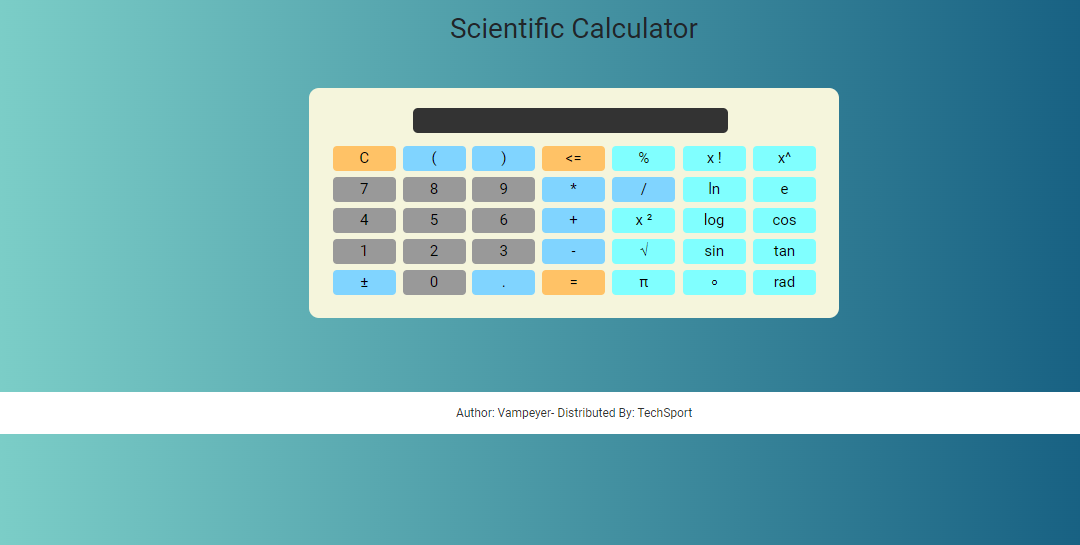 Scientific Calculator
C ( ) <= % x ! x^
7 8 9 * / ln e
4 5 6 + x ² log cos
1 2 3 - √ sin tan
± 0 . = π ∘ rad
Author: Vampeyer- Distributed By: TechSport